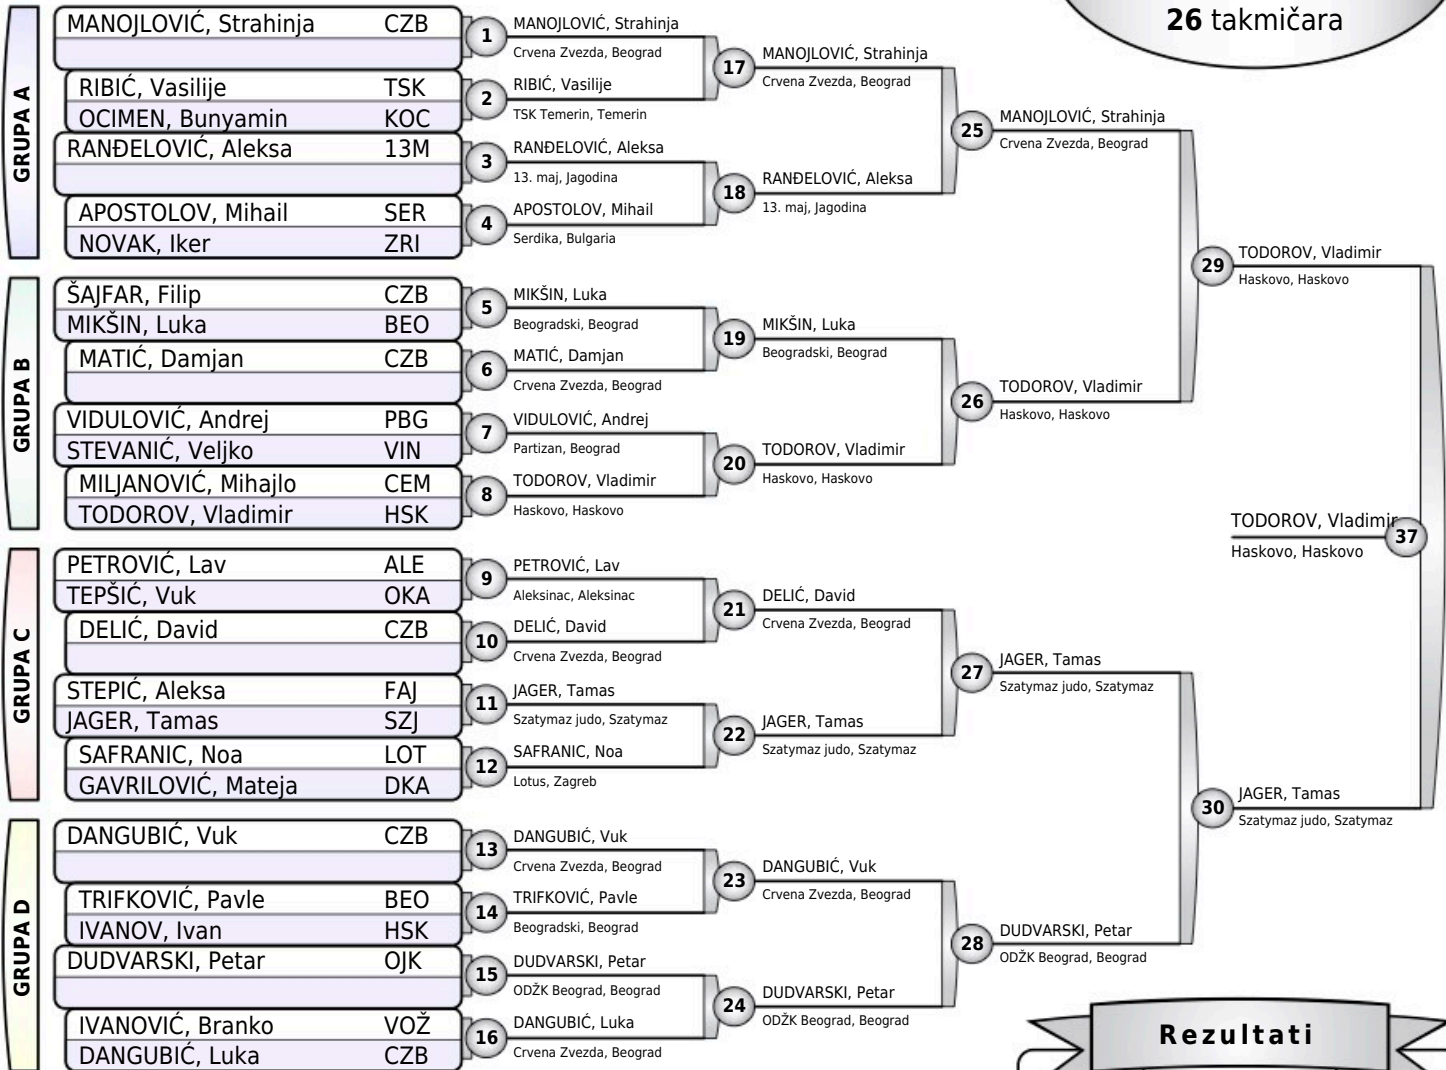 26 takmičara
GRUPA A
MANOJLOVIĆ, Strahinja CZB
RIBIĆ, Vasilije TSK
OCIMEN, Bunyamin KOC
RANĐELOVIĆ, Aleksa 13M
APOSTOLOV, Mihail SER
NOVAK, Iker ZRI
GRUPA B
ŠAJFAR, Filip CZB
MIKŠIN, Luka BEO
MATIĆ, Damjan CZB
VIDULOVIĆ, Andrej PBG
STEVANIĆ, Veljko VIN
MILJANOVIĆ, Mihajlo CEM
TODOROV, Vladimir HSK
GRUPA C
PETROVIĆ, Lav ALE
TEPŠIĆ, Vuk OKA
DELIĆ, David CZB
STEPIĆ, Aleksa FAJ
JAGER, Tamas SZJ
SAFRANIC, Noa LOT
GAVRILOVIĆ, Mateja DKA
GRUPA D
DANGUBIĆ, Vuk CZB
TRIFKOVIĆ, Pavle BEO
IVANOV, Ivan HSK
DUDVARSKI, Petar OJK
IVANOVIĆ, Branko VOŽ
DANGUBIĆ, Luka CZB
1 MANOJLOVIĆ, Strahinja
Crvena Zvezda, Beograd
2 RIBIĆ, Vasilije
TSK Temerin, Temerin
3 RANĐELOVIĆ, Aleksa
13. maj, Jagodina
4 APOSTOLOV, Mihail
Serdika, Bulgaria
5 MIKŠIN, Luka
Beogradski, Beograd
6 MATIĆ, Damjan
Crvena Zvezda, Beograd
7 VIDULOVIĆ, Andrej
Partizan, Beograd
8 TODOROV, Vladimir
Haskovo, Haskovo
9 PETROVIĆ, Lav
Aleksinac, Aleksinac
10 DELIĆ, David
Crvena Zvezda, Beograd
11 JAGER, Tamas
Szatymaz judo, Szatymaz
12 SAFRANIC, Noa
Lotus, Zagreb
13 DANGUBIĆ, Vuk
Crvena Zvezda, Beograd
14 TRIFKOVIĆ, Pavle
Beogradski, Beograd
15 DUDVARSKI, Petar
ODŽK Beograd, Beograd
16 DANGUBIĆ, Luka
Crvena Zvezda, Beograd
17 MANOJLOVIĆ, Strahinja
Crvena Zvezda, Beograd
18 RANĐELOVIĆ, Aleksa
13. maj, Jagodina
19 MIKŠIN, Luka
Beogradski, Beograd
20 TODOROV, Vladimir
Haskovo, Haskovo
21 DELIĆ, David
Crvena Zvezda, Beograd
22 JAGER, Tamas
Szatymaz judo, Szatymaz
23 DANGUBIĆ, Vuk
Crvena Zvezda, Beograd
24 DUDVARSKI, Petar
ODŽK Beograd, Beograd
25 MANOJLOVIĆ, Strahinja
Crvena Zvezda, Beograd
26 TODOROV, Vladimir
Haskovo, Haskovo
27 JAGER, Tamas
Szatymaz judo, Szatymaz
28 DUDVARSKI, Petar
ODŽK Beograd, Beograd
29 TODOROV, Vladimir
Haskovo, Haskovo
30 JAGER, Tamas
Szatymaz judo, Szatymaz
TODOROV, Vladimir 37
Haskovo, Haskovo
Rezultati